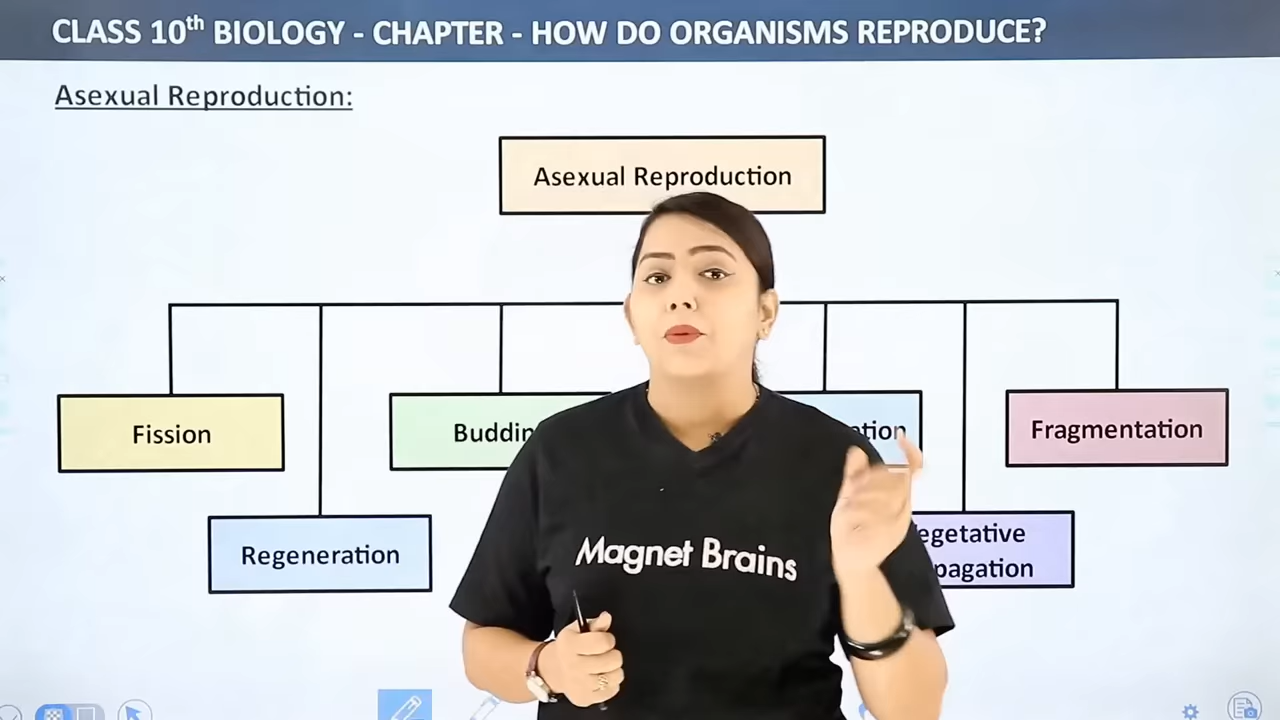 CLASS 10th BIOLOGY - CHAPTER - HOW DO ORGANISMS REPRODUCE?
Asexual Reproduction:
Asexual Reproduction
Fission
Fragmentation
Regeneration
Magnet Brains